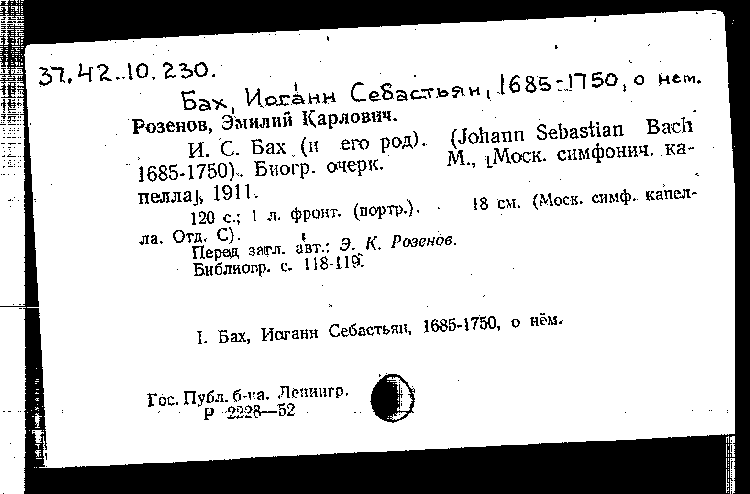 37.42.10.230.
Бах, Иоганн Себастьян, 1685-1750, о нем.
Розенов, Эмилий Карлович.
И. С. Бах (и его род). (Johann Sebastian Bach
1685-1750). Биогр. очерк. М., [Моск. симфонич. ка-
пелла], 1911.
120 с.; 1 л. фронт. (портр.). 18 см. (Моск. симф. капел-
ла. Отд. С).
Перед загл. авт.: Э. К. Розенов.
Библиогр. с. 118-119.
I. Бах, Иоганн Себастьян, 1685-1750, о нём.
Гос. Публ. б-ка. Ленингр.
Р 2228—52